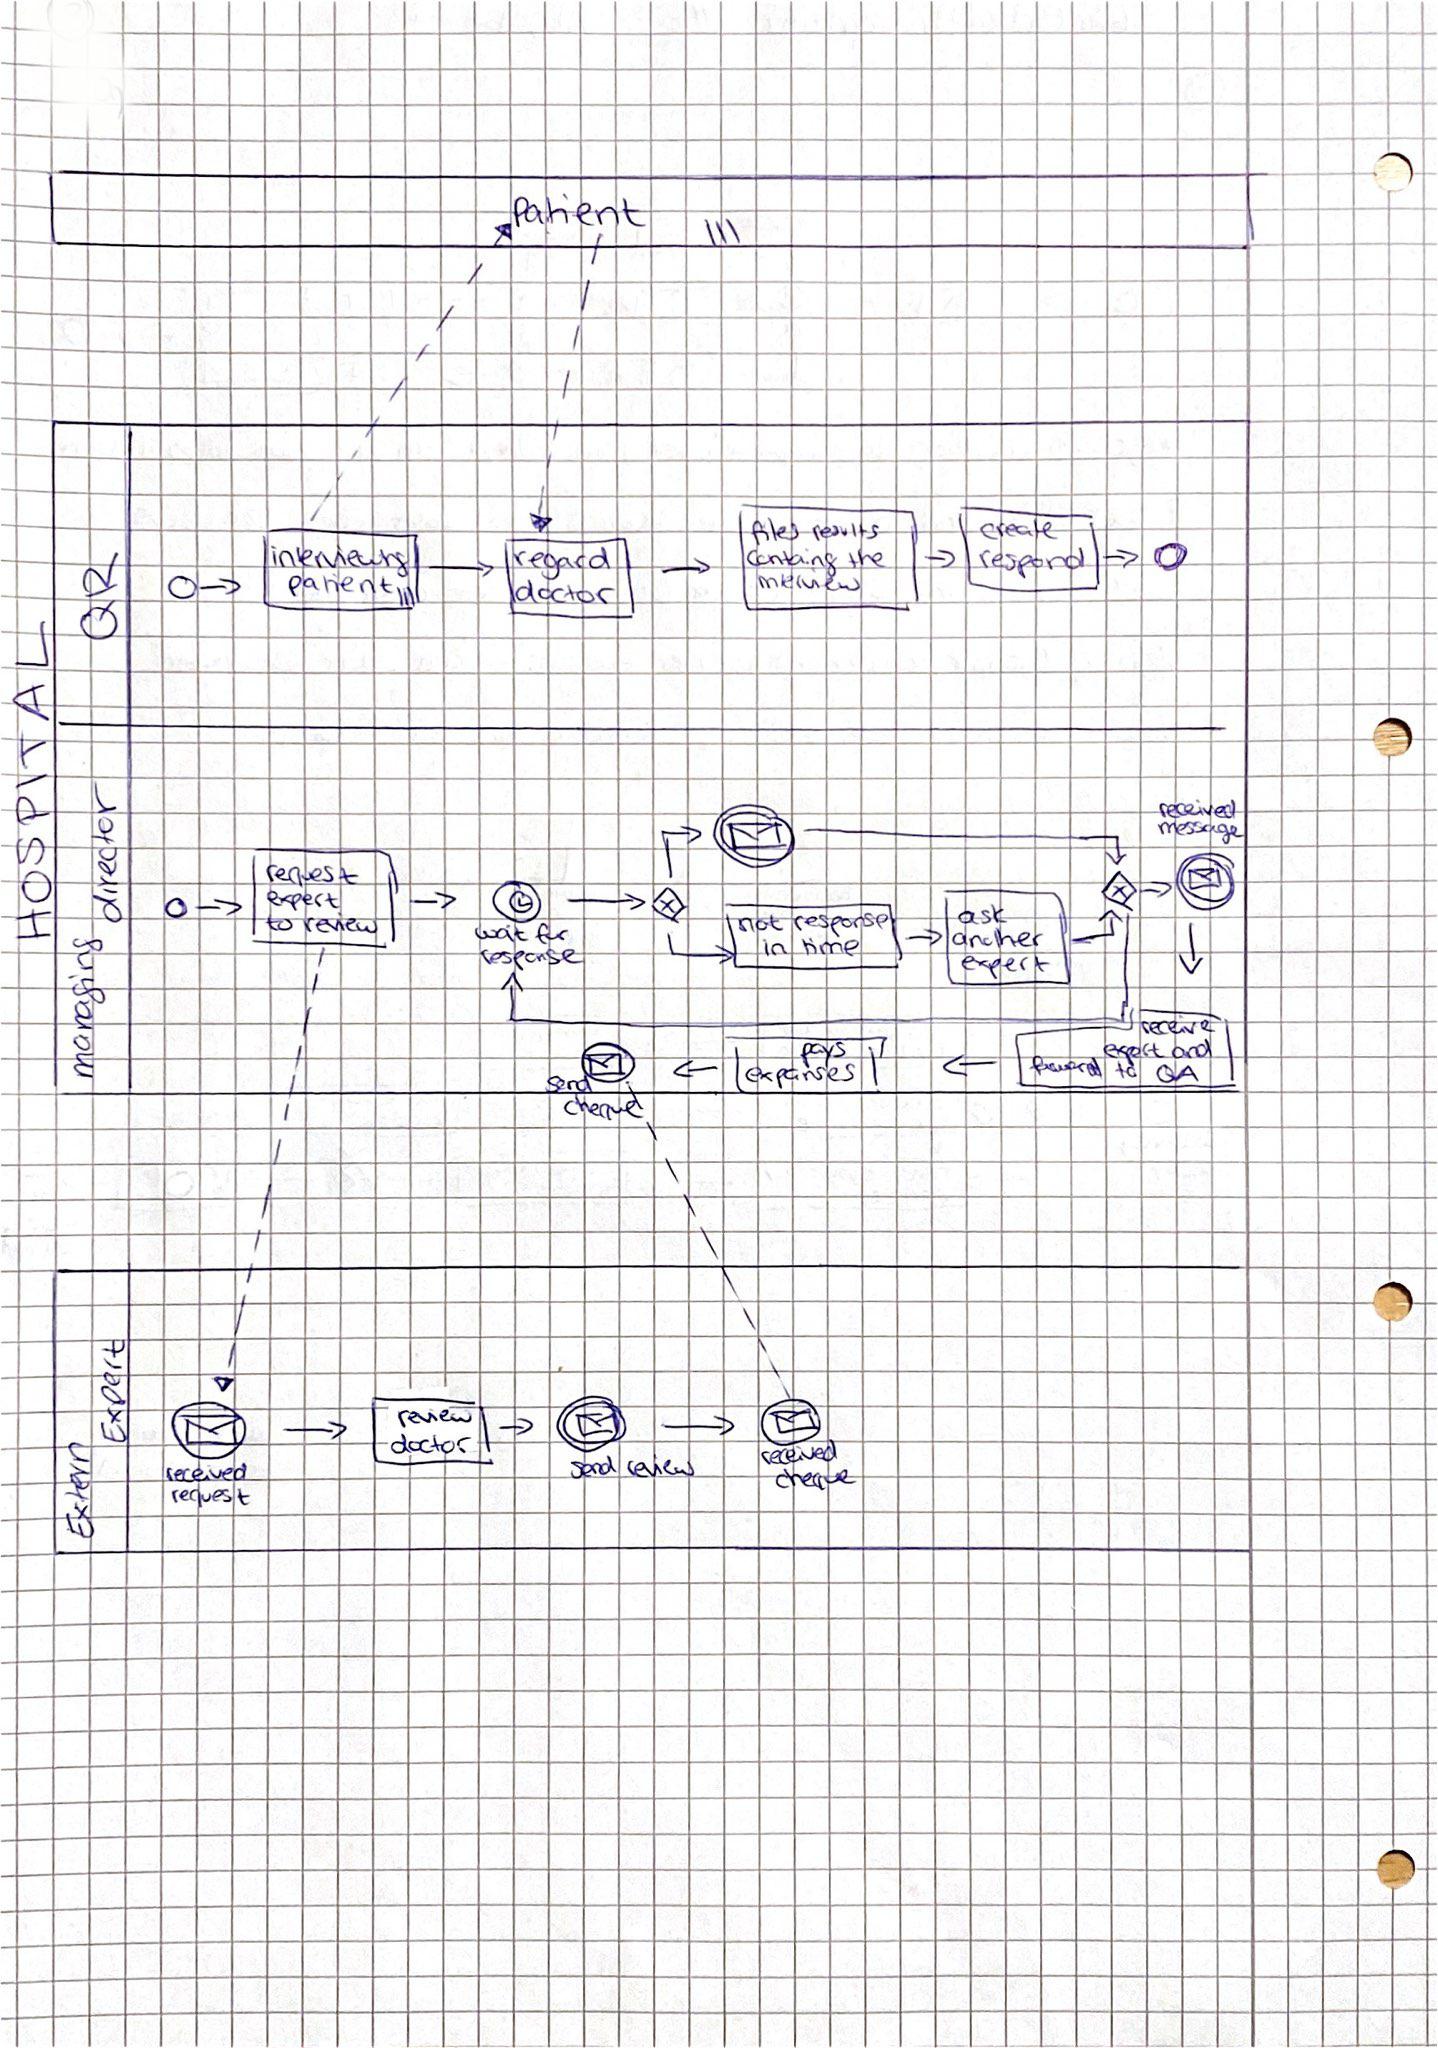 Patient
HOSPITAL
QR
interviews
patient
regard
doctor
files results
containg the
interview
create
respond
managing
director
request
expert
to review
wait for
response
not response
in time
ask
another
expert
received
message
receive
expert and
forward to QA
pays
expanses
send
cheque
Extern
Expert
received
request
review
doctor
send review
received
cheque